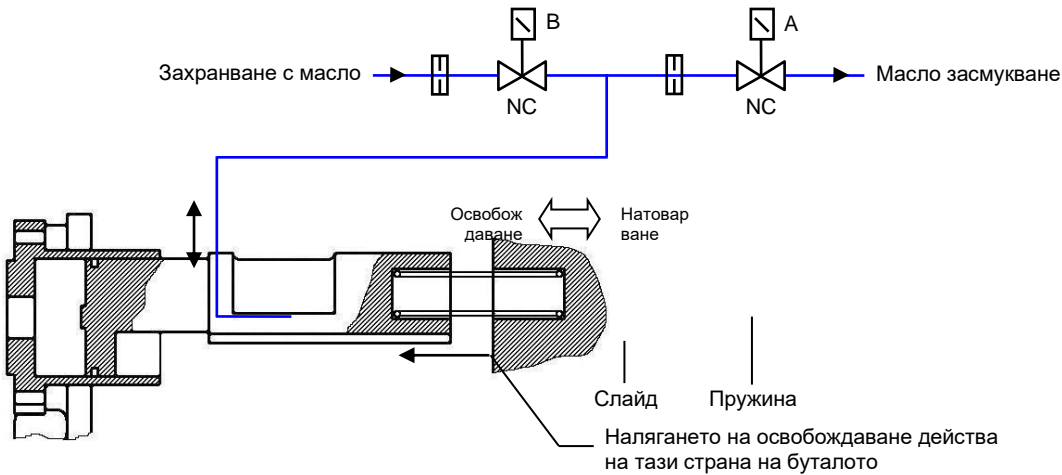 B
A
Захранване с масло
Масло засмукване
NC
NC
Освобож
даване
Натовар
ване
Слайд
Пружина
Налягането на освобождаване действа
на тази страна на буталото